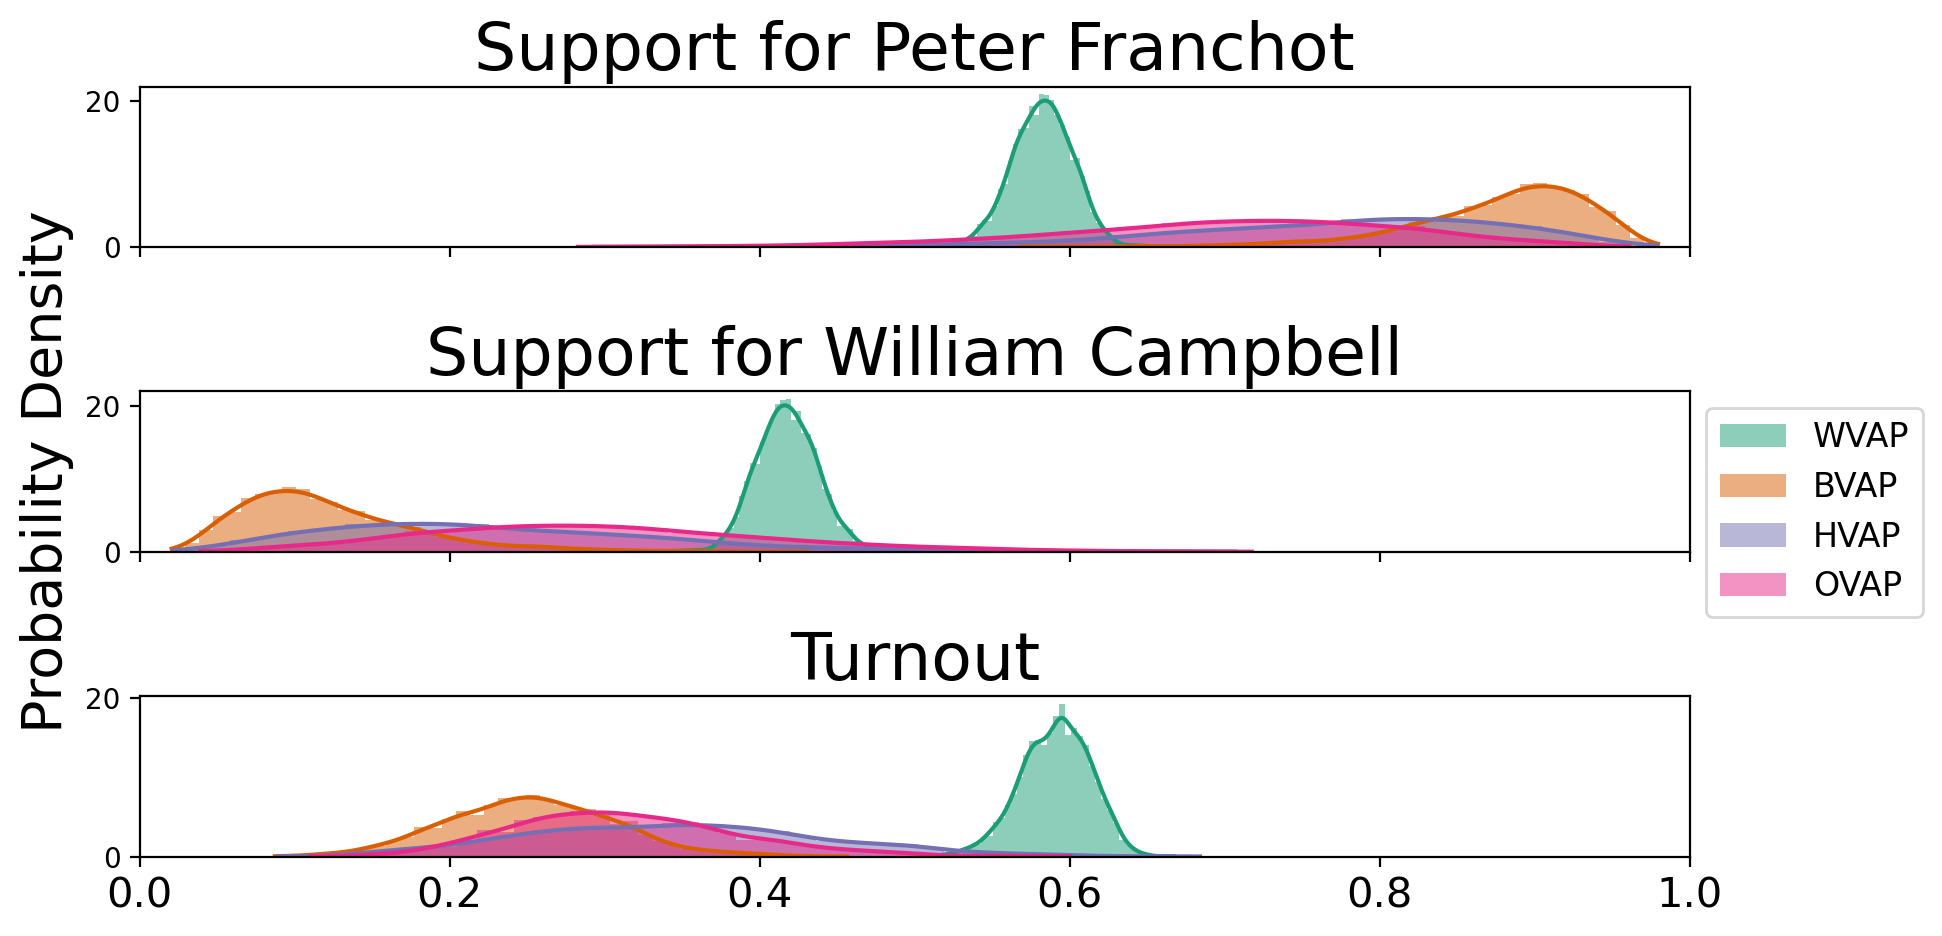 Support for Peter Franchot
20
0
Support for William Campbell
20
0
Turnout
20
0
0.0 0.2 0.4 0.6 0.8 1.0
Probability Density
WVAP
BVAP
HVAP
OVAP